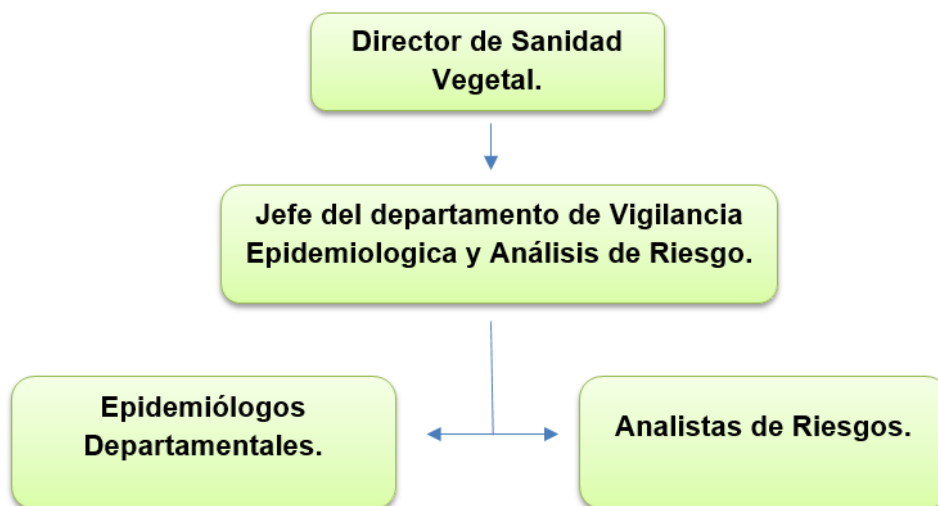 Director de Sanidad
Vegetal.
Jefe del departamento de Vigilancia
Epidemiologica y Análisis de Riesgo.
Epidemiólogos
Departamentales.
Analistas de Riesgos.